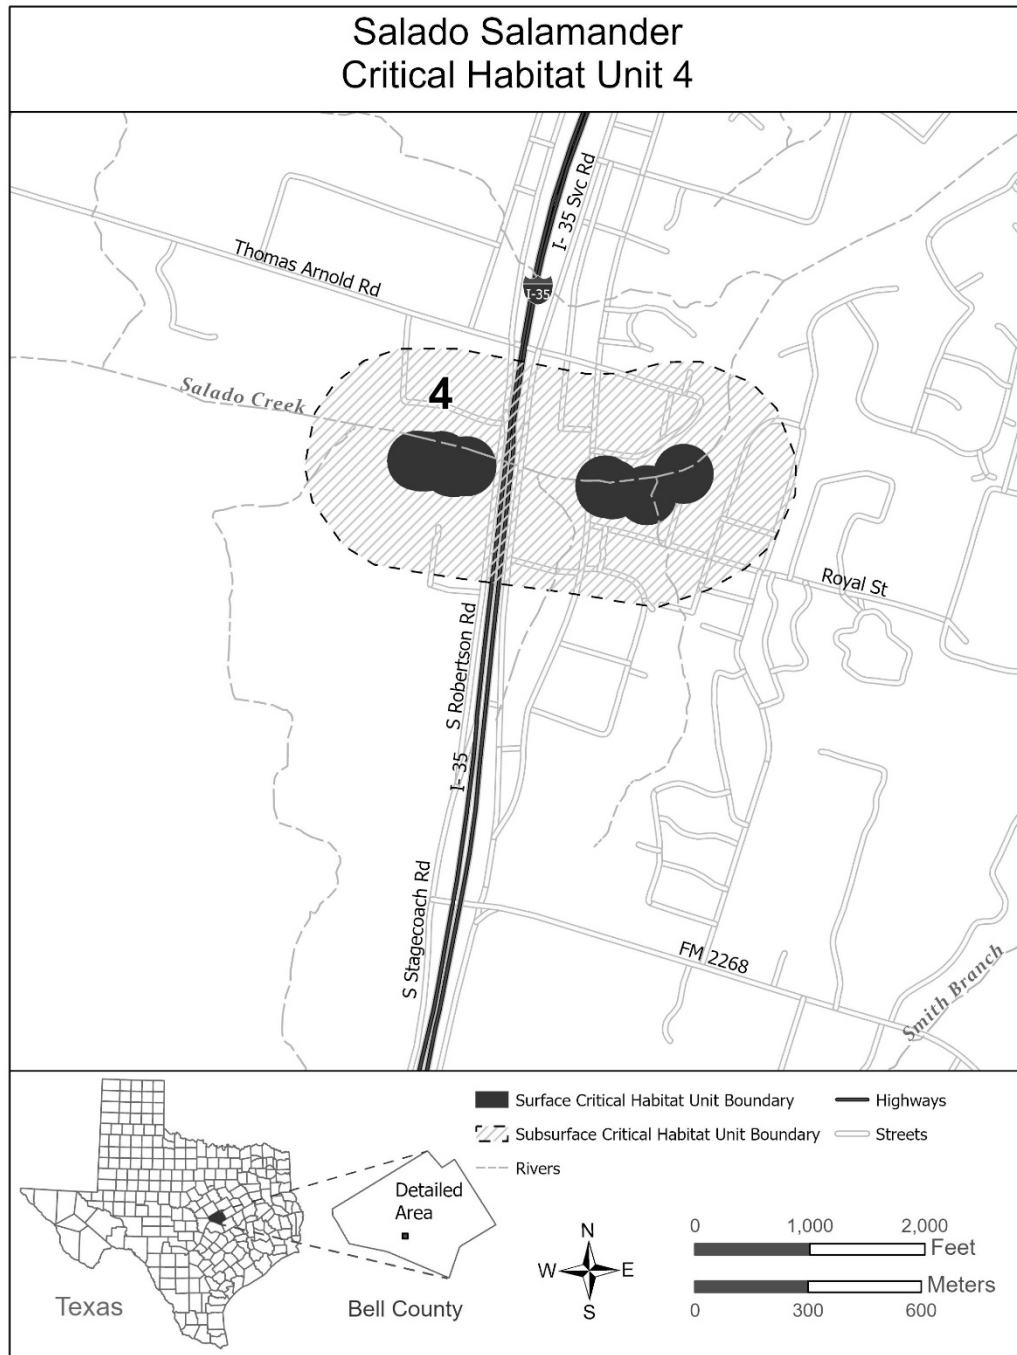 Salado Salamander
Critical Habitat Unit 4
I- 35 Svc Rd
Thomas Arnold Rd
I-35
Salado Creek
4
Royal St
S Robertson Rd
I- 35
S Stagecoach Rd
FM 2268
Smith Branch
Surface Critical Habitat Unit Boundary
Highways
Subsurface Critical Habitat Unit Boundary
Streets
Rivers
Detailed
Area
Texas
Bell County
N
W E
S
0 1,000 2,000
Feet
Meters
0 300 600